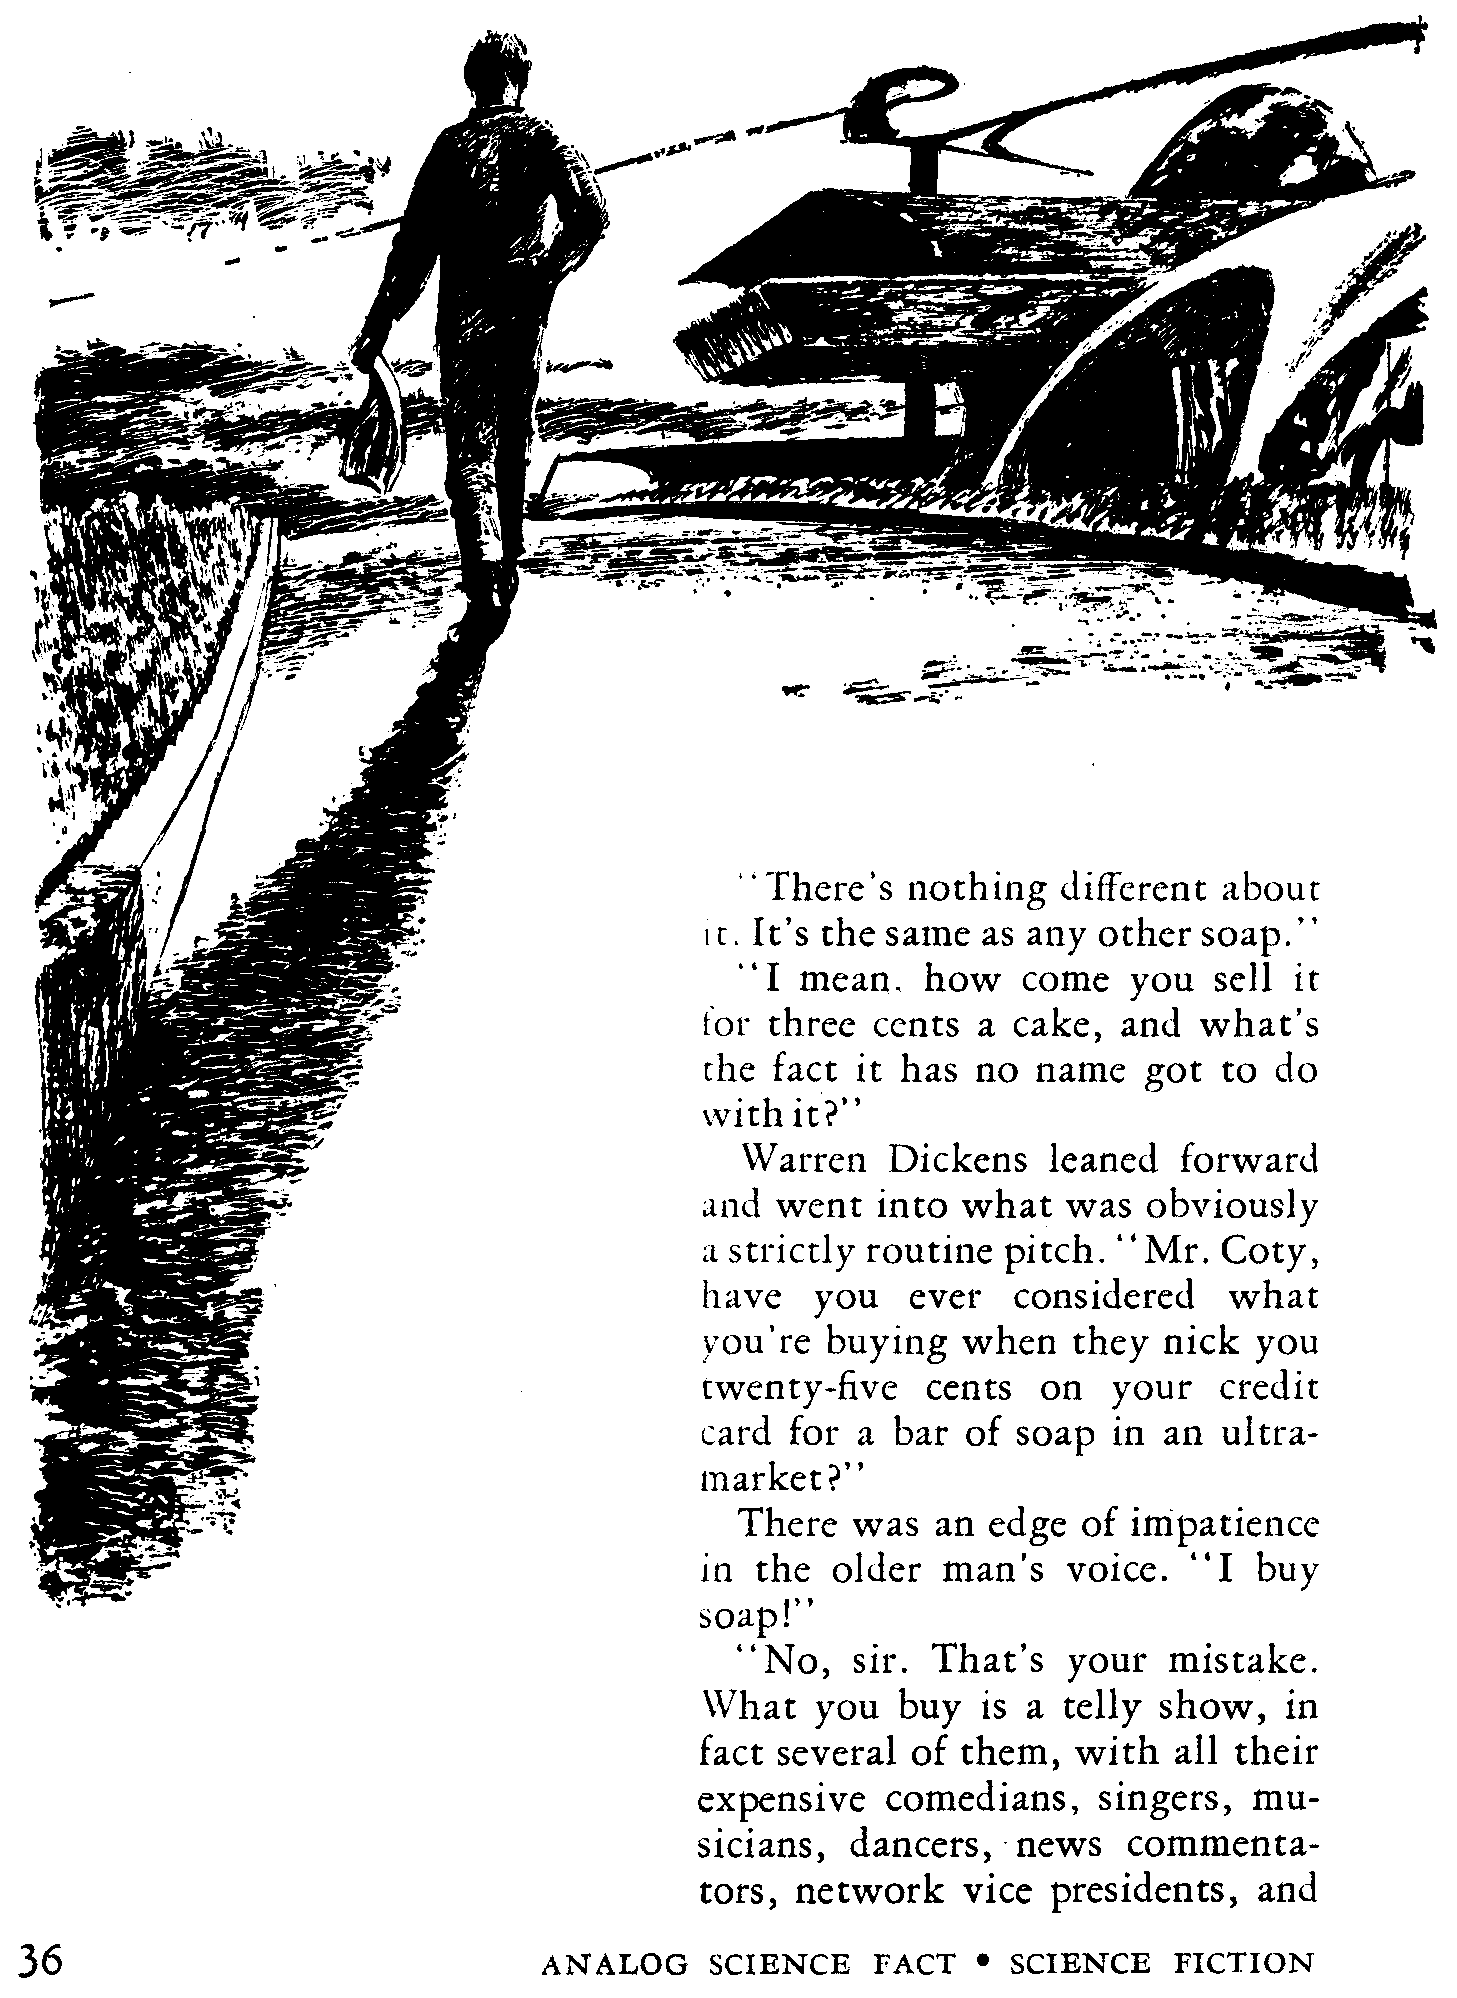 "There's nothing different about
it. It's the same as any other soap."
"I mean. how come you sell it
for three cents a cake, and what's
the fact it has no name got to do
with it?"
Warren Dickens leaned forward
and went into what was obviously
a strictly routine pitch. "Mr. Coty,
have you ever considered what
you're buying when they nick you
twenty-five cents on your credit
card for a bar of soap in an ultra-
market?"
There was an edge of impatience
in the older man's voice. "I buy
soap!"
"No, sir. That's your mistake.
What you buy is a telly show, in
fact several of them, with all their
expensive comedians, singers, mu-
sicians, dancers, news commenta-
tors, network vice presidents, and
36 ANALOG SCIENCE FACT • SCIENCE FICTION